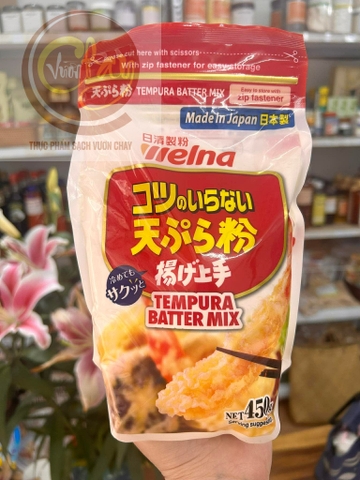 cut here with scissors
With zip fastener for easy storage
天ぷら粉 TEMPURA BATTER MIX
Easy to store with
zip fastener
Made in Japan 日本製
THỰC PHẨM SẠCH VƯỜN CHAY
日清製粉
Welna
コツのいらない
天ぷら粉
揚げ上手
冷めても
サクッと
TEMPURA
BATTER MIX
NET 450g
Serving suggestion